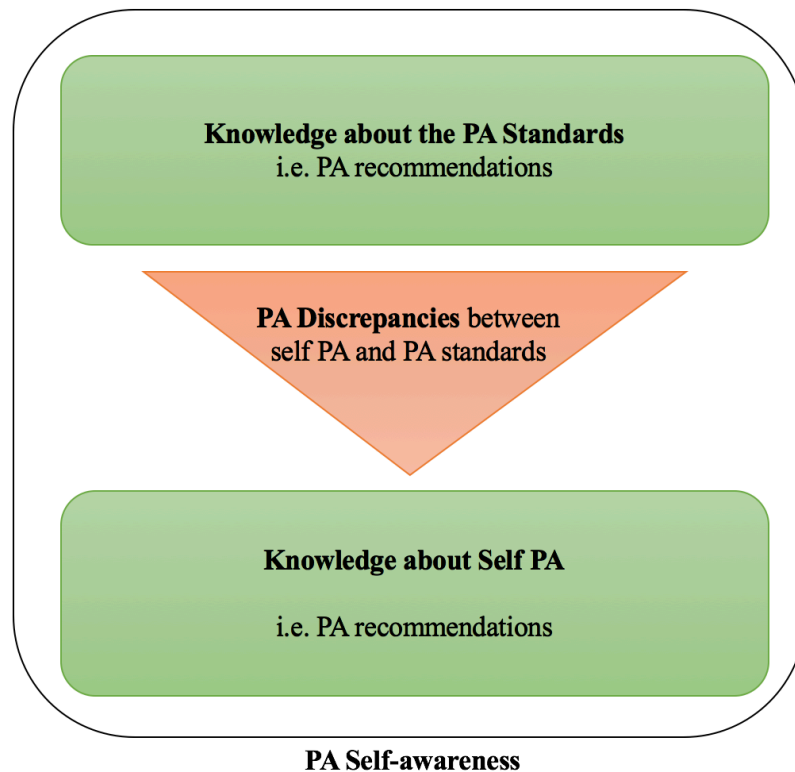 Knowledge about the PA Standards
i.e. PA recommendations
PA Discrepancies between
self PA and PA standards
Knowledge about Self PA
i.e. PA recommendations
PA Self-awareness